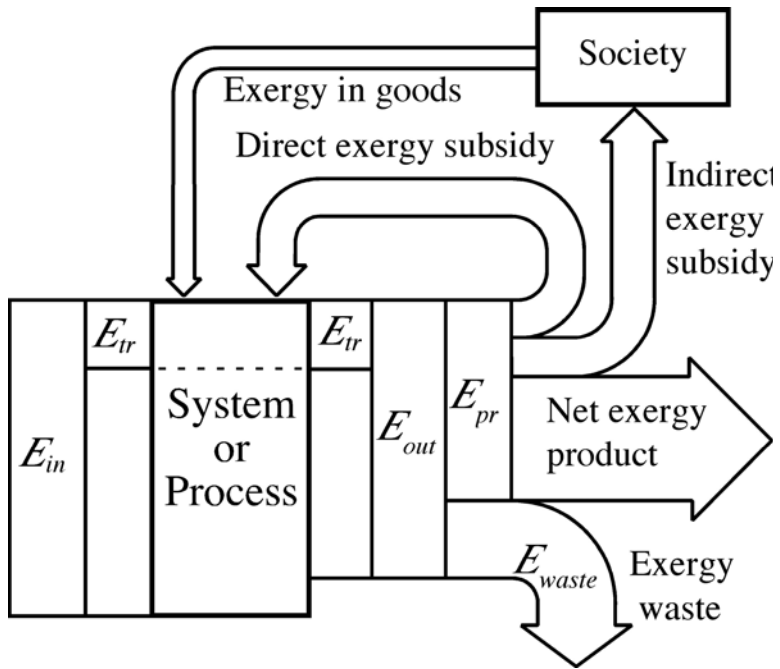 Society
Exergy in goods
Direct exergy subsidy
Indirect
exergy
subsidy
E_tr
E_tr
System
or
Process
E_in
E_out
E_pr
Net exergy
product
E_waste
Exergy
waste